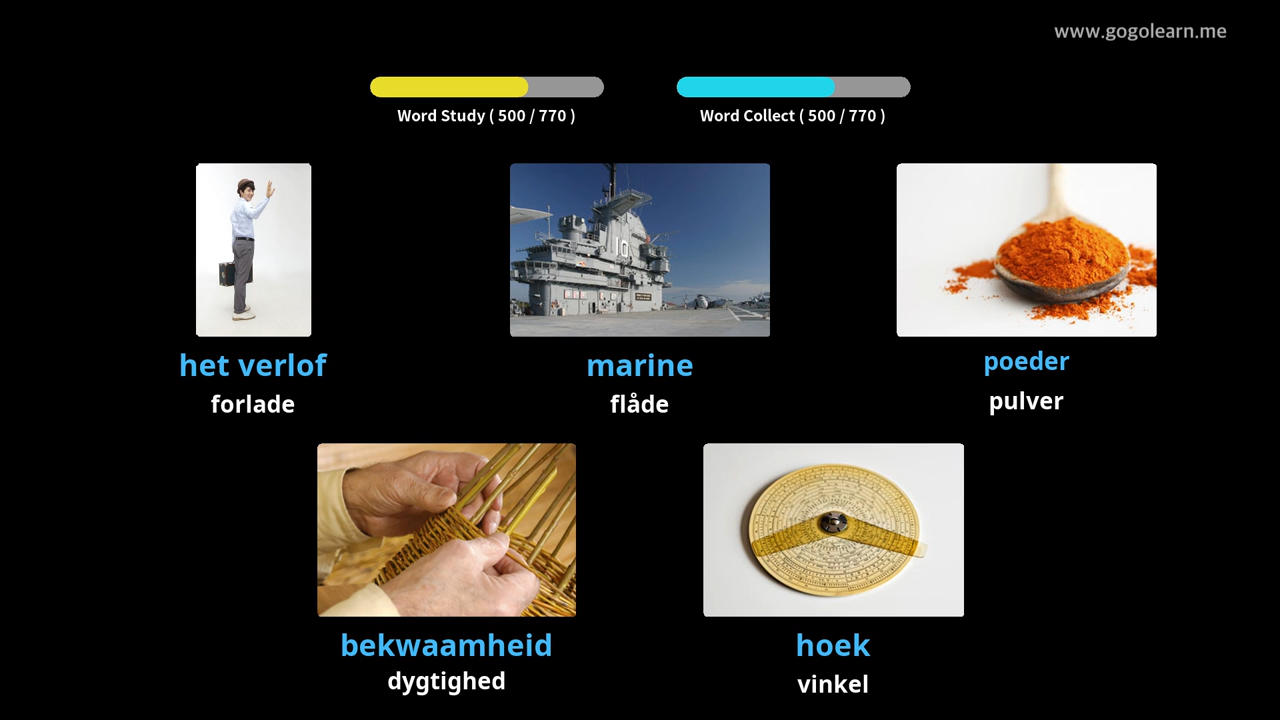 www.gogolearn.me
Word Study ( 500 / 770 )
Word Collect ( 500 / 770 )
het verlof
forlade
marine
flåde
poeder
pulver
bekwaamheid
dygtighed
hoek
vinkel